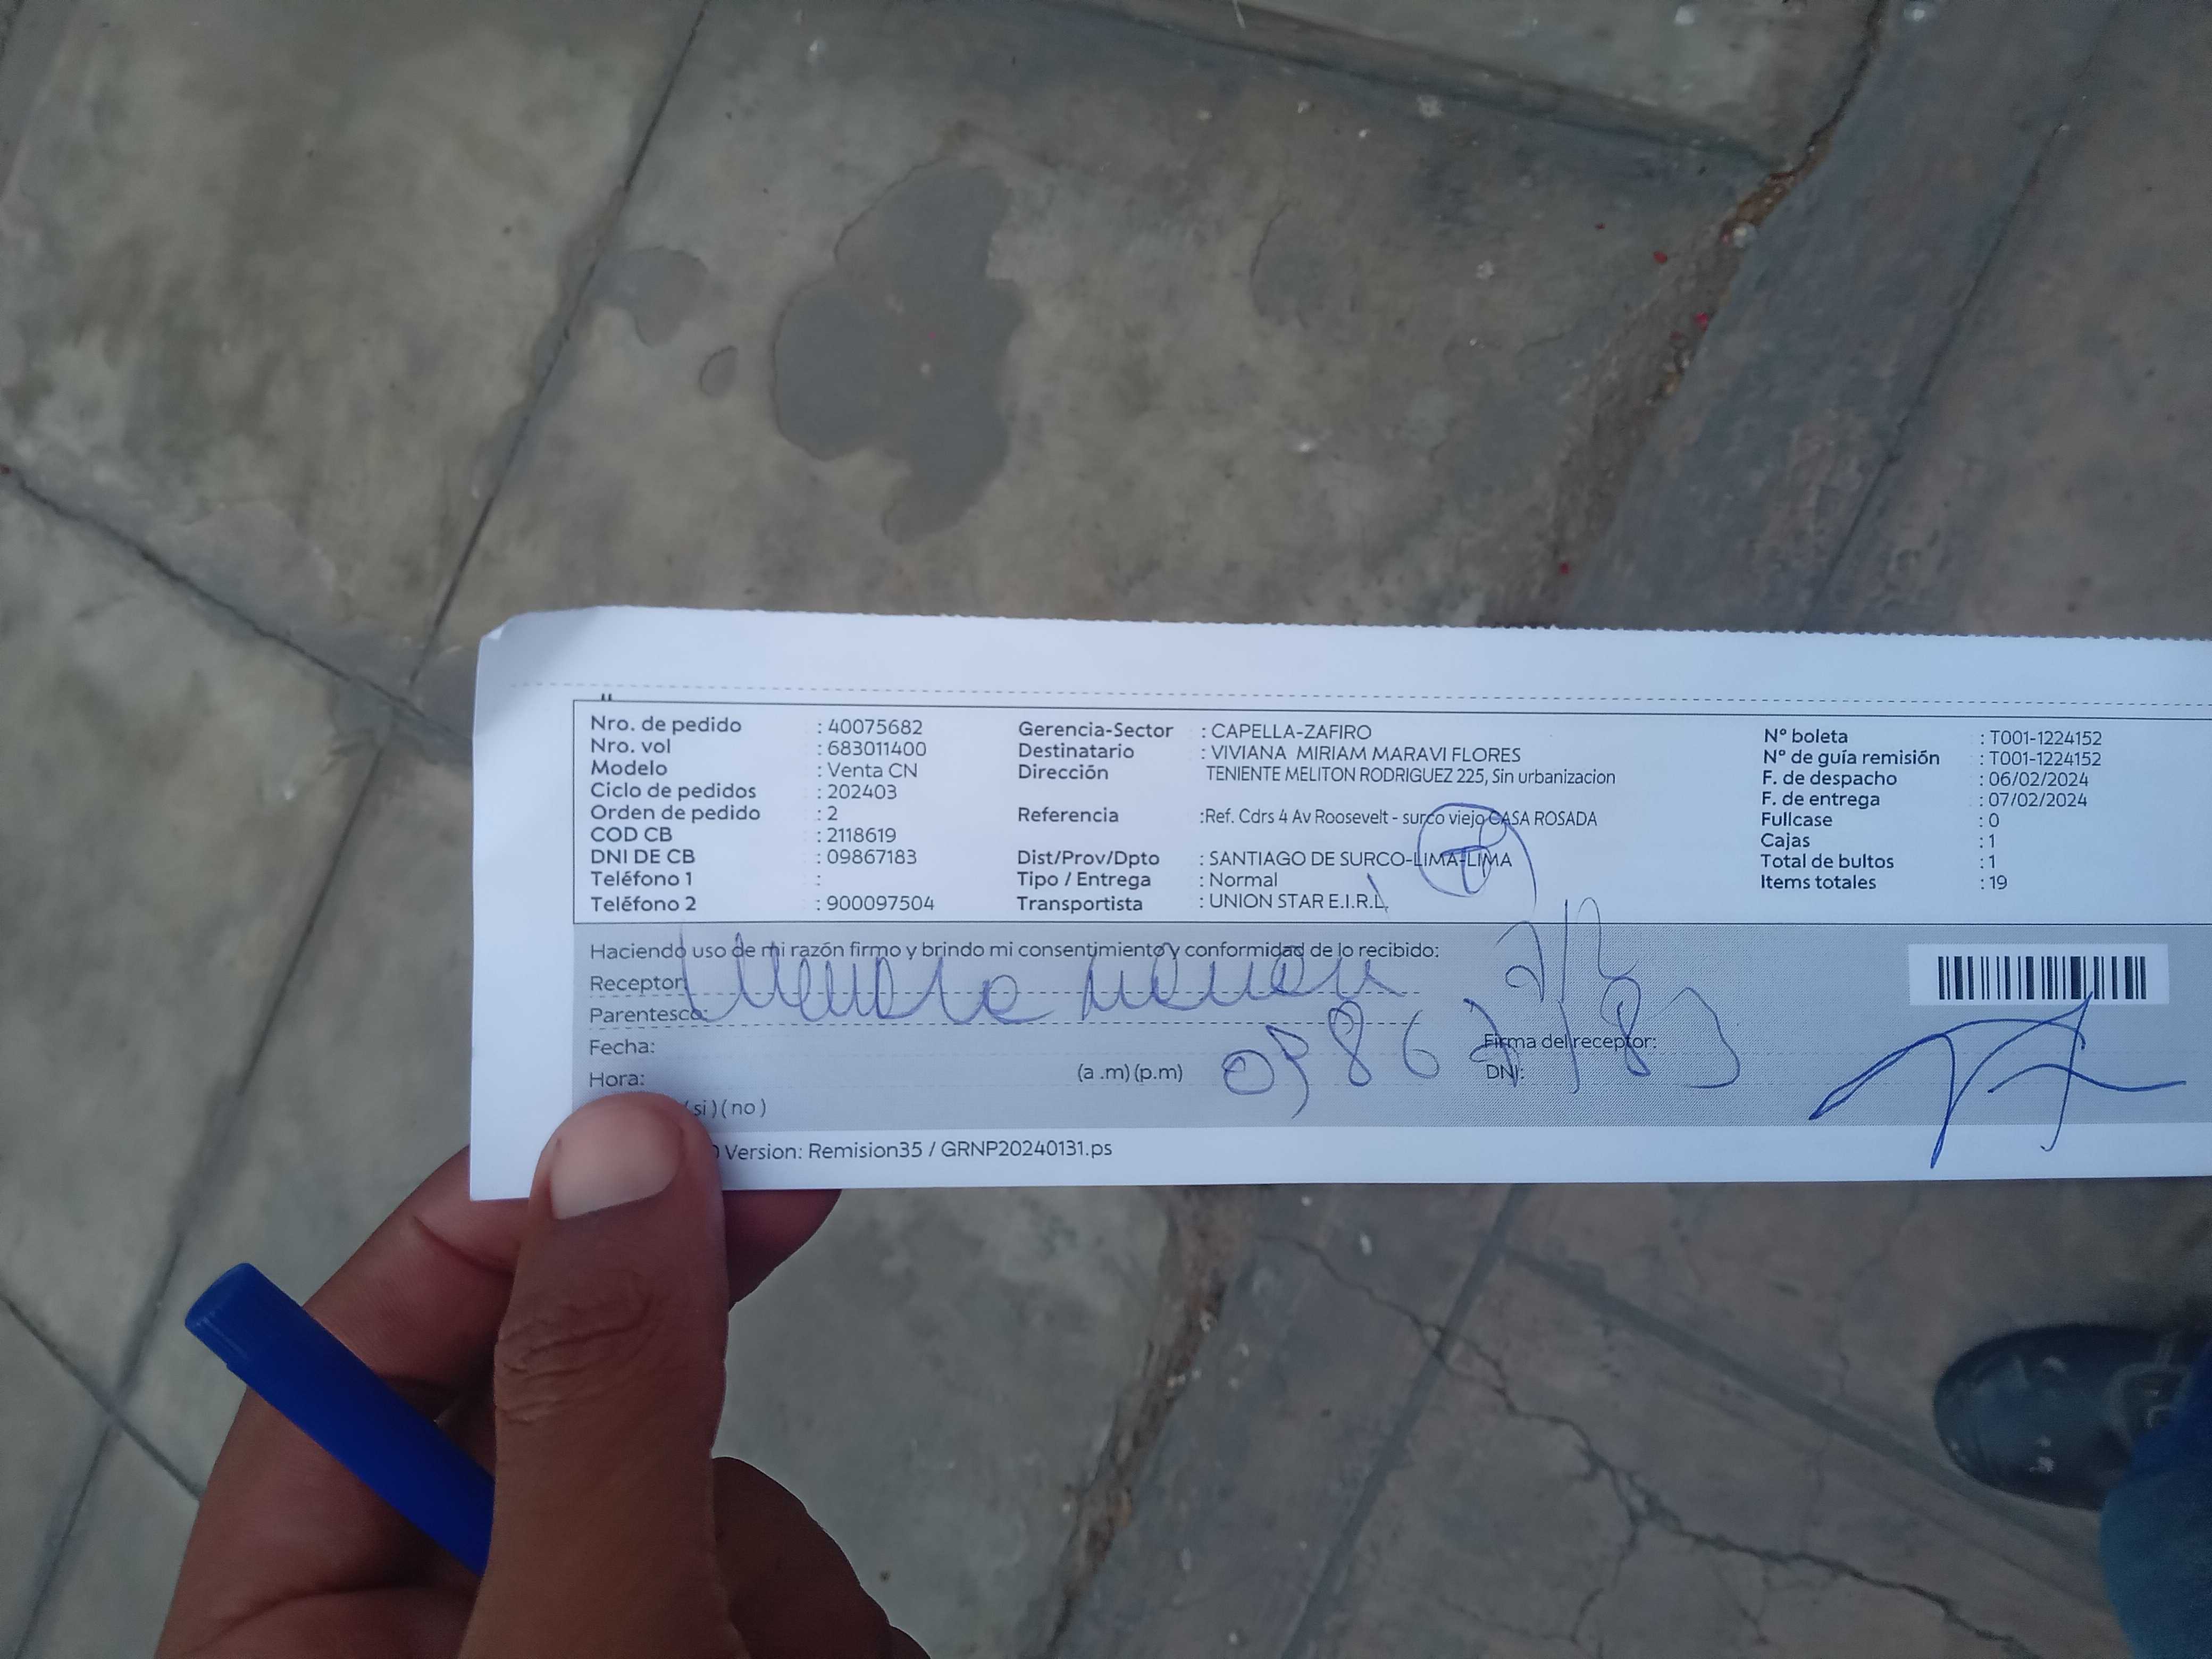 Nro. de pedido : 40075682 Gerencia-Sector : CAPELLA-ZAFIRO Nº boleta : T001-1224152
Nro. vol : 683011400 Destinatario : VIVIANA MIRIAM MARAVI FLORES Nº de guía remisión : T001-1224152
Modelo : Venta CN Dirección TENIENTE MELITON RODRIGUEZ 225, Sin urbanizacion F. de despacho : 06/02/2024
Ciclo de pedidos : 202403 F. de entrega : 07/02/2024
Orden de pedido : 2 Referencia :Ref. Cdrs 4 Av Roosevelt - surco viejo CASA ROSADA Fullcase : 0
COD CB : 2118619 Cajas : 1
DNI DE CB : 09867183 Dist/Prov/Dpto : SANTIAGO DE SURCO-LIMA-LIMA Total de bultos : 1
Teléfono 1 : Tipo / Entrega : Normal Items totales : 19
Teléfono 2 : 900097504 Transportista : UNION STAR E.I.R.L.
Haciendo uso de mi razón firmo y brindo mi consentimiento y conformidad de lo recibido:
7/2
Receptor:
Parentesco:
Fecha: Firma del receptor:
Hora: (a .m) (p.m) 09867183 DNI:
( si ) ( no )
Version: Remision35 / GRNP20240131.ps